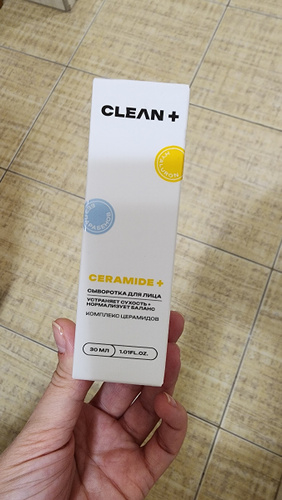 CLEAN +
CERAMIDE +
СЫВОРОТКА ДЛЯ ЛИЦА
УСТРАНЯЕТ СУХОСТЬ +
НОРМАЛИЗУЕТ БАЛАНС
КОМПЛЕКС ЦЕРАМИДОВ
30 МЛ
1.01FL.OZ.